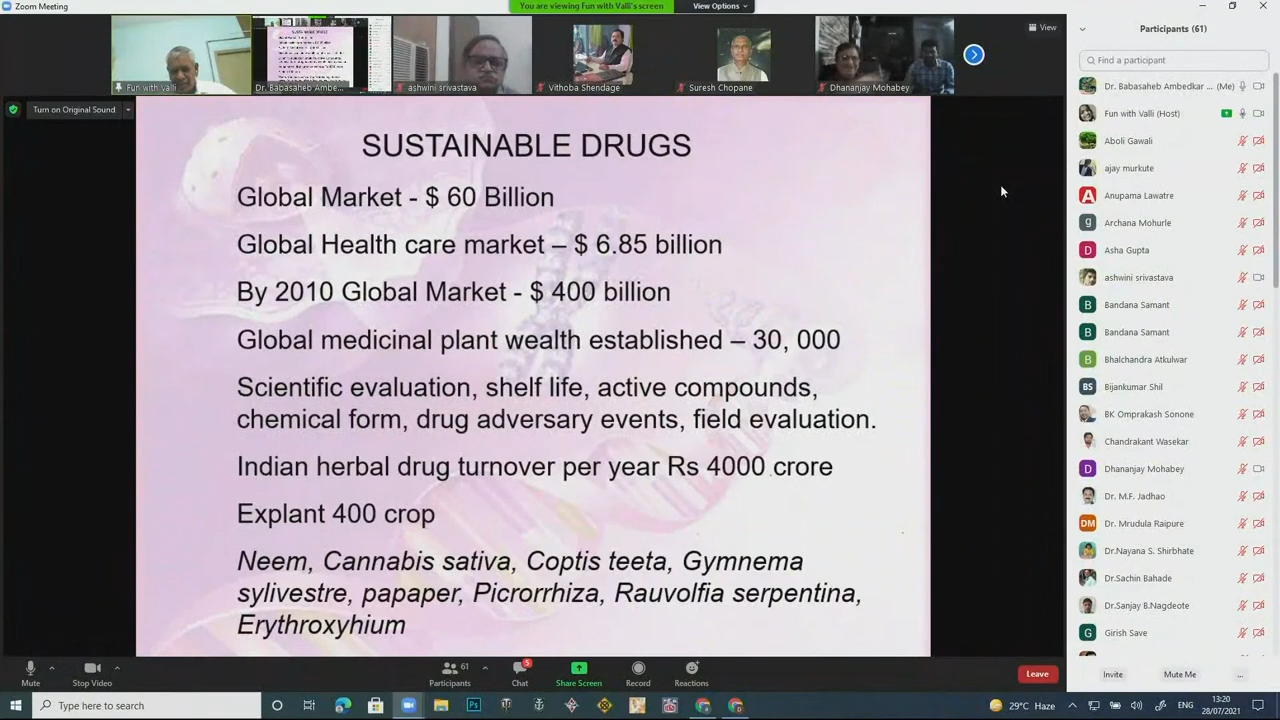 Zoom Meeting
You are viewing Fun with Valli's screen
View Options
View
Fun with Valli
Dr. Babasaheb Ambe...
ashwini srivastava
Vithoba Shendage
Suresh Chopane
Dhananjay Mohabey
Turn on Original Sound
SUSTAINABLE DRUGS
Global Market - $ 60 Billion
Global Health care market – $ 6.85 billion
By 2010 Global Market - $ 400 billion
Global medicinal plant wealth established – 30, 000
Scientific evaluation, shelf life, active compounds,
chemical form, drug adversary events, field evaluation.
Indian herbal drug turnover per year Rs 4000 crore
Explant 400 crop
Neem, Cannabis sativa, Coptis teeta, Gymnema
sylivestre, papaper, Picrorrhiza, Rauvolfia serpentina,
Erythroxyhium
Participants (61)
Find a participant
Dr. Babasaheb Ambedkar ... (Me)
Fun with Valli (Host)
Aboli Gawali
ajay murkute
A Anupama Lawatre
g Archana Mohurle
D Asha Gupta
ashwini srivastava
B Bandana Samant
B Bandana Samant
B Bhalchandra Atkulwar
BS Bijankumar Shil
BK Omprakash Sonone
Chandrakant Wasekar
D Dhananjay Mohabey
Dr. M.F. Jadhao
DM Dr. Mrudula Raipure
Dr.Nayana S. Shirbhate
Dr.Sachin Bahade
Dr.Sanjay B.Nagdeote
G Girish Save
Invite
Mute Me
...
Mute
Stop Video
61
Participants
5
Chat
Share Screen
Record
Reactions
Leave
Type here to search
Ps
29°C Haze
ENG
13:20
28/07/2021